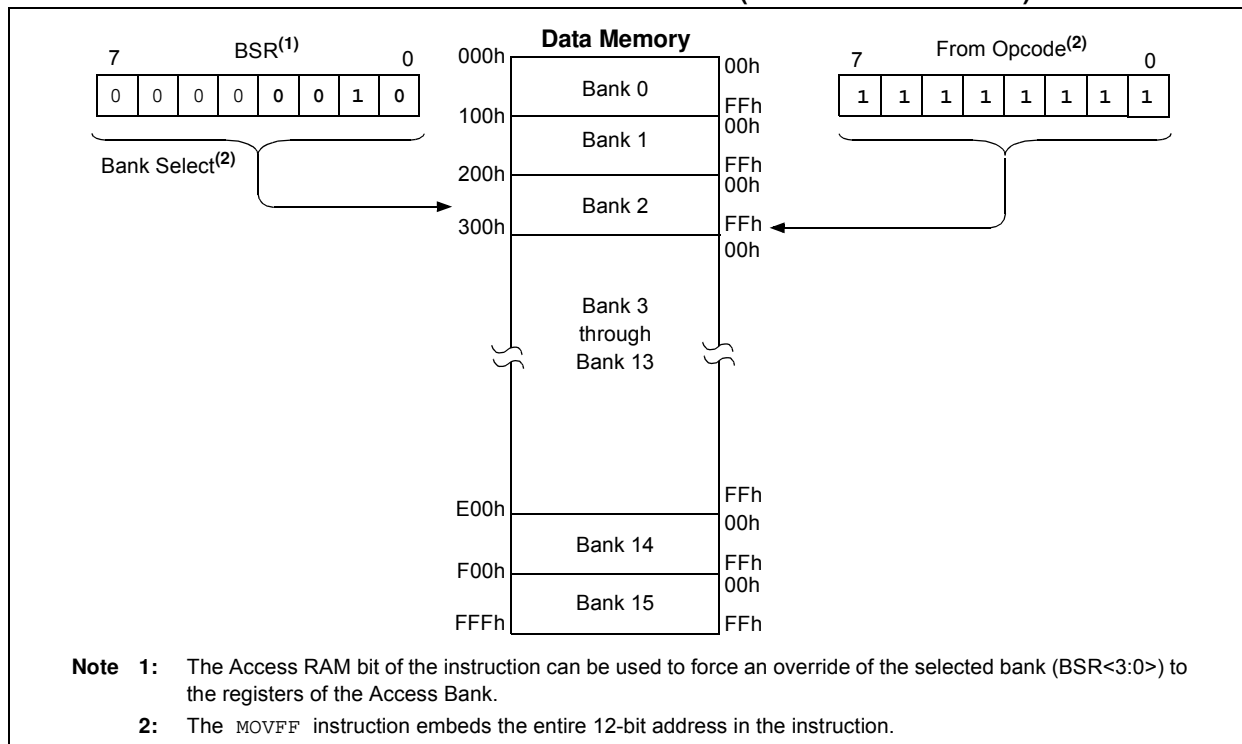 7 BSR(1) 0
0 0 0 0 0 0 1 0
Bank Select(2)
Data Memory
000h
Bank 0
00h
FFh
100h
Bank 1
00h
FFh
200h
Bank 2
00h
FFh
300h
00h
Bank 3
through
Bank 13
FFh
E00h
Bank 14
00h
FFh
F00h
Bank 15
00h
FFFh
FFh
7 From Opcode(2) 0
1 1 1 1 1 1 1 1
Note 1: The Access RAM bit of the instruction can be used to force an override of the selected bank (BSR<3:0>) to
the registers of the Access Bank.
2: The MOVFF instruction embeds the entire 12-bit address in the instruction.